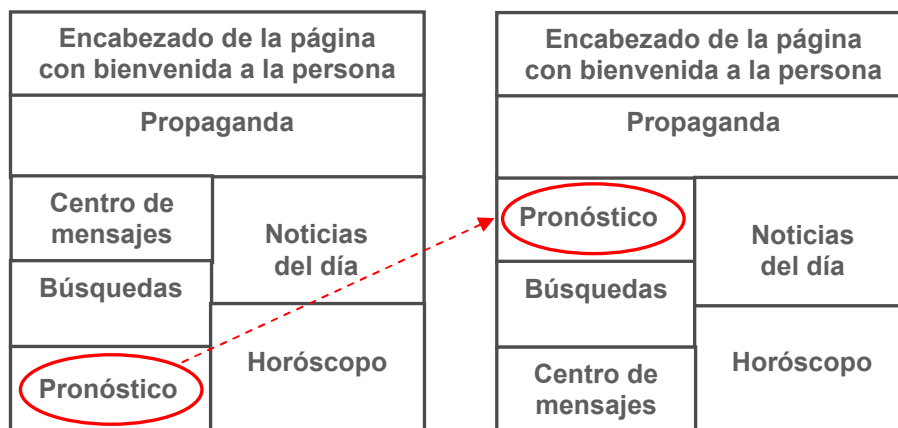 Encabezado de la página
con bienvenida a la persona
Propaganda
Centro de
mensajes
Búsquedas
Pronóstico
Noticias
del día
Horóscopo
Encabezado de la página
con bienvenida a la persona
Propaganda
Pronóstico
Búsquedas
Centro de
mensajes
Noticias
del día
Horóscopo